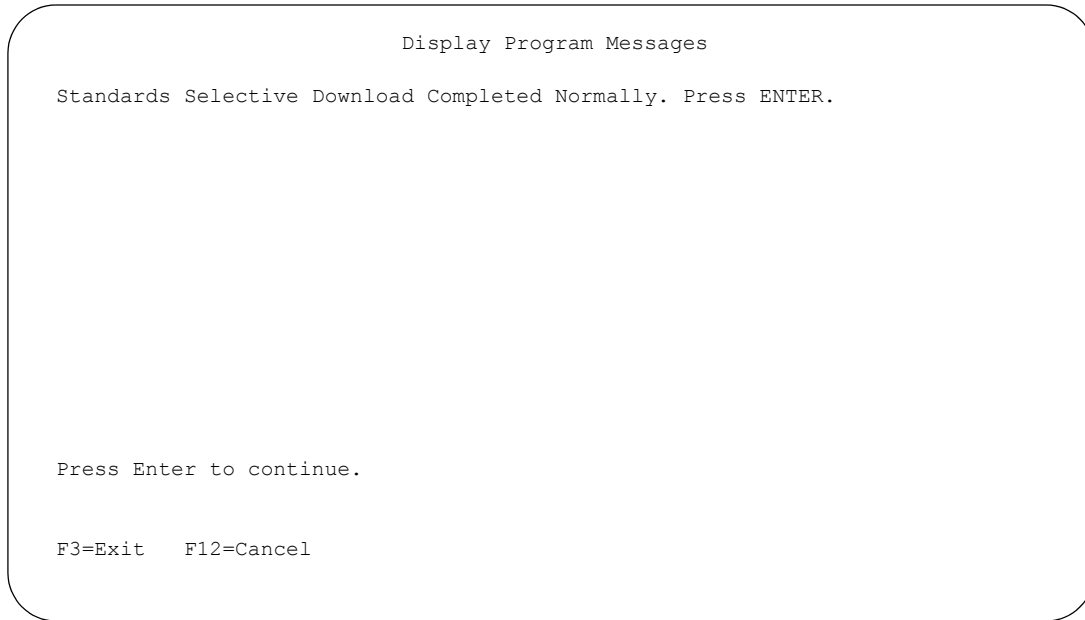 Display Program Messages
Standards Selective Download Completed Normally. Press ENTER.
Press Enter to continue.
F3=Exit   F12=Cancel